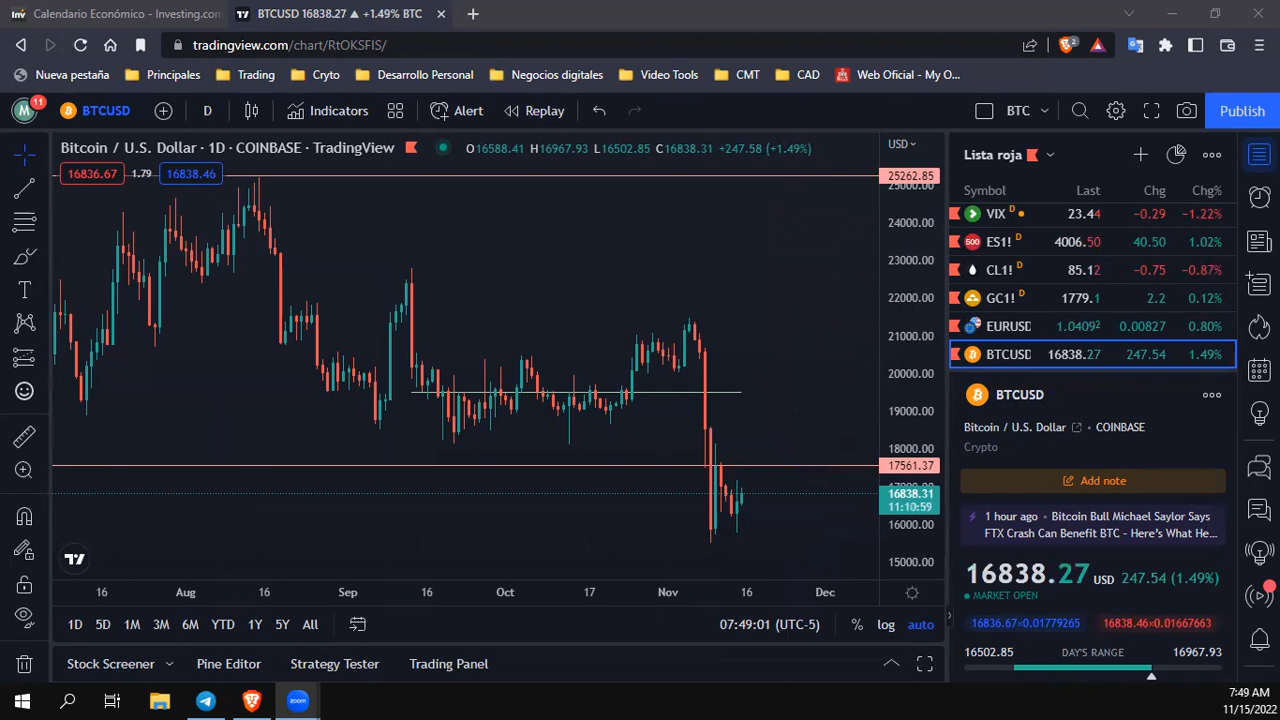 Calendario Económico - Investing.com
BTCUSD 16838.27 ▲ +1.49% BTC
tradingview.com/chart/RtOKSFIS/
2
Nueva pestaña Principales Trading Cryto Desarrollo Personal Negocios digitales Video Tools CMT CAD Web Oficial - My O...
M 11 BTCUSD D Indicators Alert Replay BTC Publish
Bitcoin / U.S. Dollar · 1D · COINBASE · TradingView O16588.41 H16967.93 L16502.85 C16838.31 +247.58 (+1.49%)
16836.67 1.79 16838.46
USD
25262.85
25000.00
24000.00
23000.00
22000.00
21000.00
20000.00
19000.00
18000.00
17561.37
17000.00
16838.31
11:10:59
16000.00
15000.00
16 Aug 16 Sep 16 Oct 17 Nov 16 Dec
1D 5D 1M 3M 6M YTD 1Y 5Y All 07:49:01 (UTC-5) % log auto
Stock Screener Pine Editor Strategy Tester Trading Panel
Lista roja
Symbol Last Chg Chg%
VIX D 23.44 −0.29 −1.22%
500 ES1! D 4006.50 40.50 1.02%
CL1! D 85.12 −0.75 −0.87%
GC1! D 1779.1 2.2 0.12%
EURUSD 1.04092 0.00827 0.80%
BTCUSD 16838.27 247.54 1.49%
BTCUSD
Bitcoin / U.S. Dollar · COINBASE
Crypto
Add note
1 hour ago · Bitcoin Bull Michael Saylor Says
FTX Crash Can Benefit BTC – Here's What He...
16838.27 USD 247.54 (1.49%)
MARKET OPEN
16836.67×0.01779265 16838.46×0.01667663
16502.85 DAY'S RANGE 16967.93
zoom
7:49 AM
11/15/2022